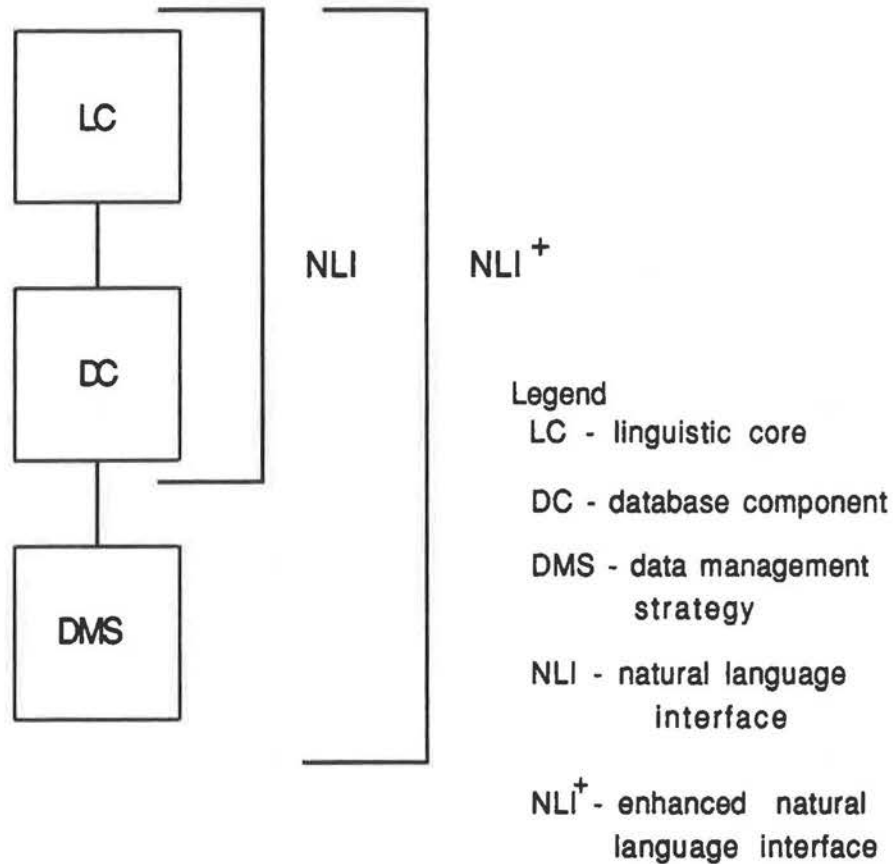 LC
NLI
NLI+
DC
DMS
Legend
LC - linguistic core
DC - database component
DMS - data management
strategy
NLI - natural language
interface
NLI+ - enhanced natural
language interface